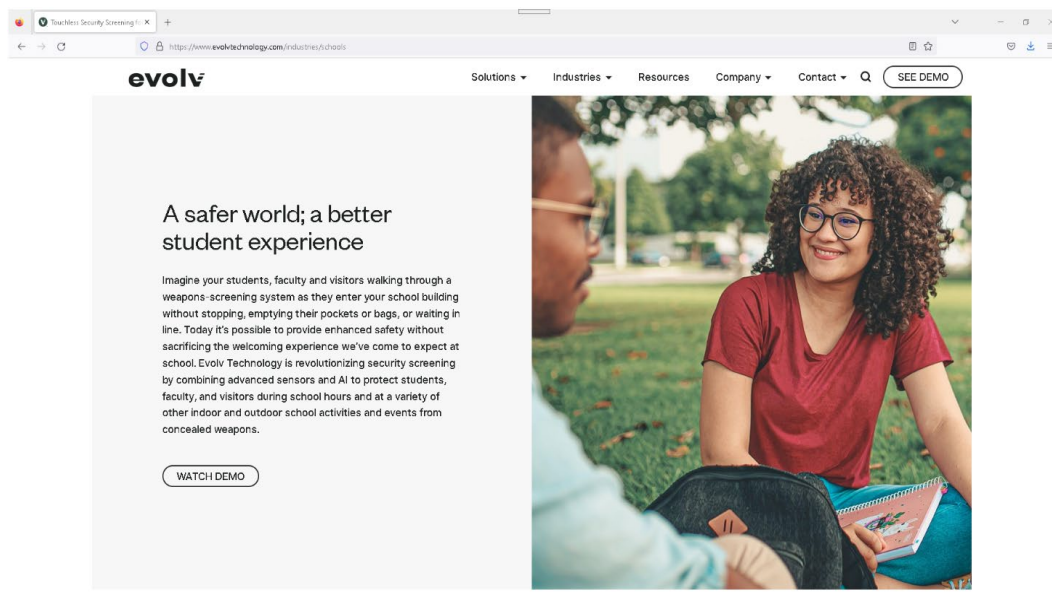 Touchless Security Screening fo
https://www.evolvtechnology.com/industries/schools
evolv
Solutions
Industries
Resources
Company
Contact
SEE DEMO
A safer world; a better
student experience
Imagine your students, faculty and visitors walking through a
weapons-screening system as they enter your school building
without stopping, emptying their pockets or bags, or waiting in
line. Today it's possible to provide enhanced safety without
sacrificing the welcoming experience we've come to expect at
school. Evolv Technology is revolutionizing security screening
by combining advanced sensors and AI to protect students,
faculty, and visitors during school hours and at a variety of
other indoor and outdoor school activities and events from
concealed weapons.
WATCH DEMO